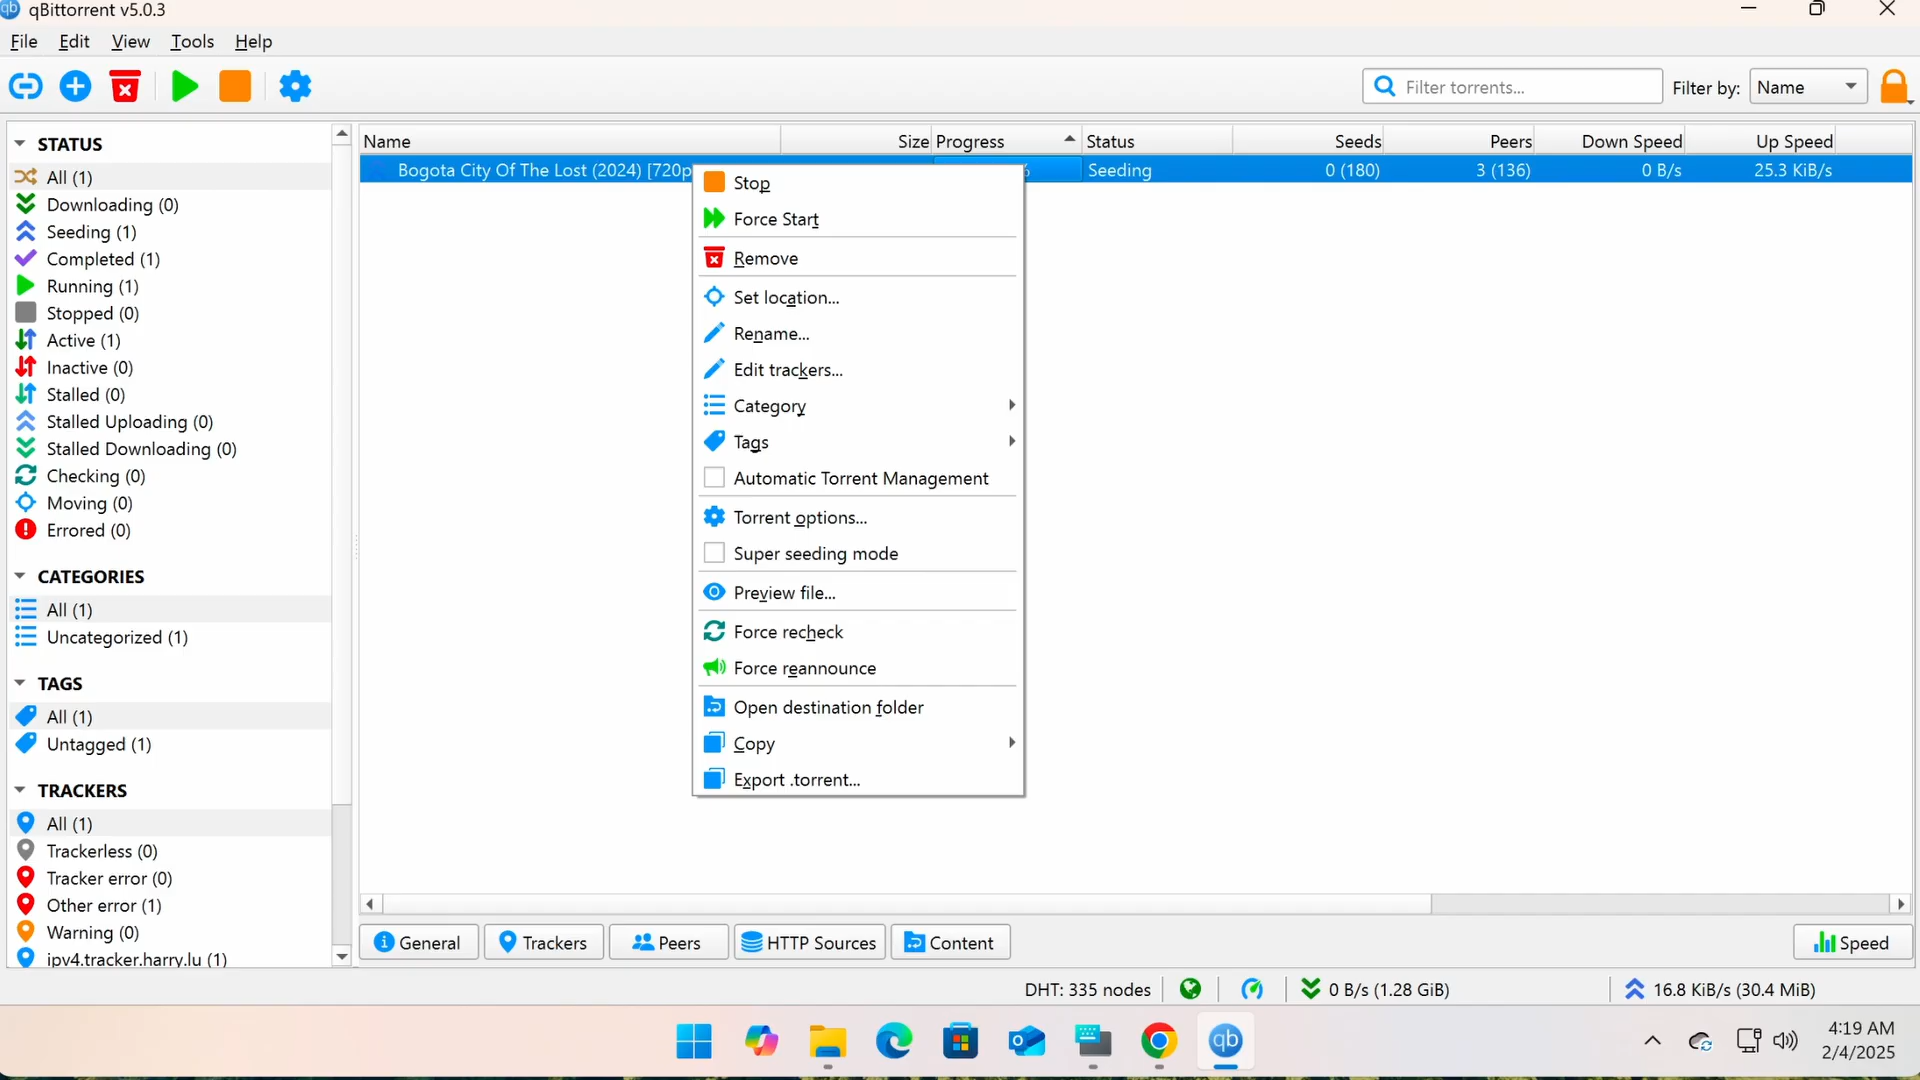 qBittorrent v5.0.3
File Edit View Tools Help
Filter torrents...
Filter by:
Name
STATUS
All (1)
Downloading (0)
Seeding (1)
Completed (1)
Running (1)
Stopped (0)
Active (1)
Inactive (0)
Stalled (0)
Stalled Uploading (0)
Stalled Downloading (0)
Checking (0)
Moving (0)
Errored (0)
CATEGORIES
All (1)
Uncategorized (1)
TAGS
All (1)
Untagged (1)
TRACKERS
All (1)
Trackerless (0)
Tracker error (0)
Other error (1)
Warning (0)
ipv4.tracker.harry.lu (1)
Name Size Progress Status Seeds Peers Down Speed Up Speed
Bogota City Of The Lost (2024) [720p Seeding 0 (180) 3 (136) 0 B/s 25.3 KiB/s
Stop
Force Start
Remove
Set location...
Rename...
Edit trackers...
Category
Tags
Automatic Torrent Management
Torrent options...
Super seeding mode
Preview file...
Force recheck
Force reannounce
Open destination folder
Copy
Export .torrent...
General Trackers Peers HTTP Sources Content Speed
DHT: 335 nodes 0 B/s (1.28 GiB) 16.8 KiB/s (30.4 MiB)
4:19 AM
2/4/2025